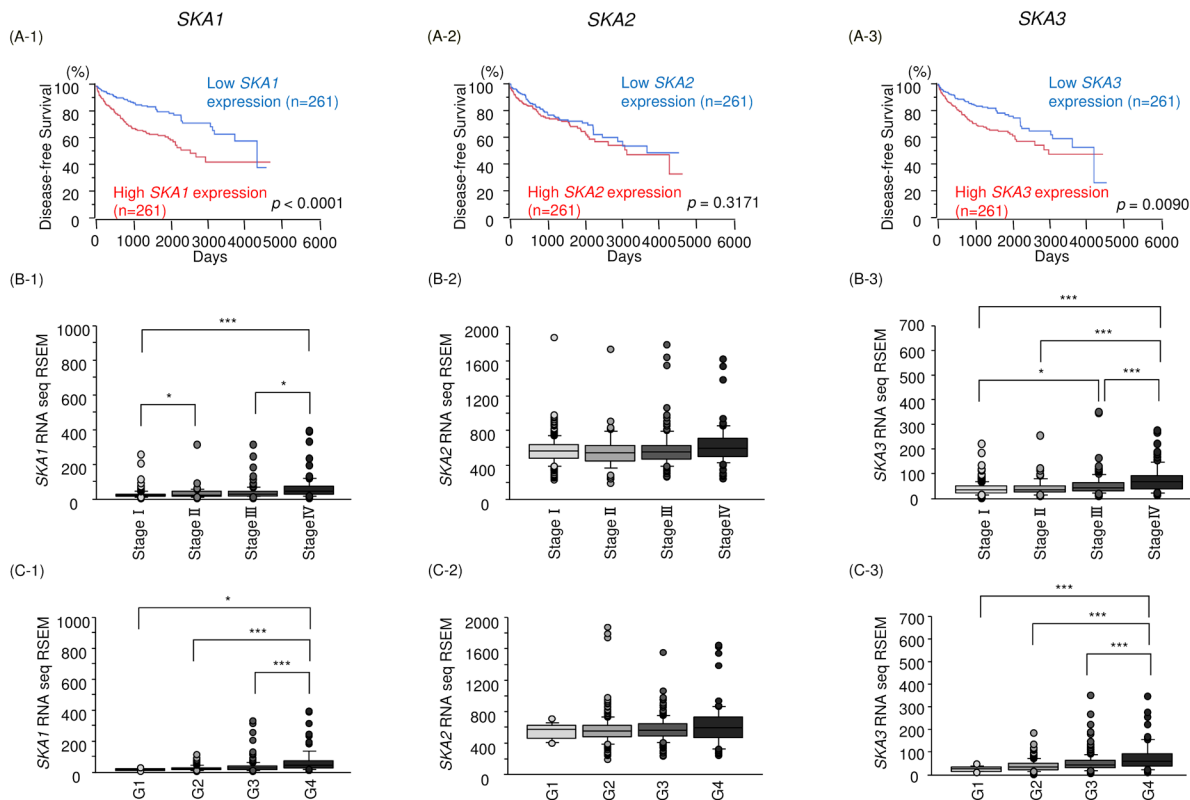 SKA1
SKA2
SKA3
(A-1)
(%)
100
80
60
40
20
0
Disease-free Survival
Low SKA1
expression (n=261)
High SKA1 expression
(n=261)
p < 0.0001
0 1000 2000 3000 4000 5000 6000
Days
(A-2)
(%)
100
80
60
40
20
0
Disease-free Survival
Low SKA2
expression (n=261)
High SKA2 expression
(n=261)
p = 0.3171
0 1000 2000 3000 4000 5000 6000
Days
(A-3)
(%)
100
80
60
40
20
0
Disease-free Survival
Low SKA3
expression (n=261)
High SKA3 expression
(n=261)
p = 0.0090
0 1000 2000 3000 4000 5000 6000
Days
(B-1)
1000
800
600
400
200
0
SKA1 RNA seq RSEM
***
*
*
Stage Ⅰ
Stage Ⅱ
Stage Ⅲ
Stage Ⅳ
(B-2)
2000
1600
1200
800
400
0
SKA2 RNA seq RSEM
Stage Ⅰ
Stage Ⅱ
Stage Ⅲ
Stage Ⅳ
(B-3)
700
600
500
400
300
200
100
0
SKA3 RNA seq RSEM
***
***
*
***
Stage Ⅰ
Stage Ⅱ
Stage Ⅲ
Stage Ⅳ
(C-1)
1000
800
600
400
200
0
SKA1 RNA seq RSEM
*
***
***
G1
G2
G3
G4
(C-2)
2000
1600
1200
800
400
0
SKA2 RNA seq RSEM
G1
G2
G3
G4
(C-3)
700
600
500
400
300
200
100
0
SKA3 RNA seq RSEM
***
***
***
G1
G2
G3
G4